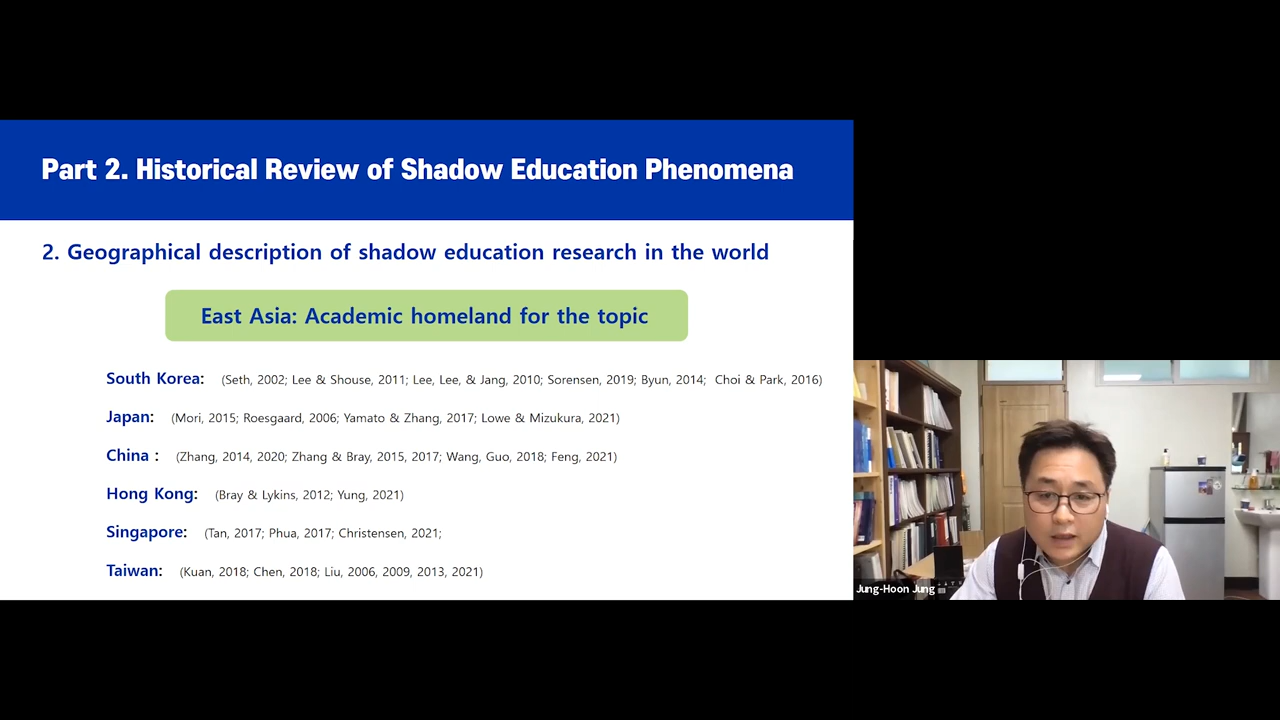 Part 2. Historical Review of Shadow Education Phenomena
2. Geographical description of shadow education research in the world
East Asia: Academic homeland for the topic
South Korea: (Seth, 2002; Lee & Shouse, 2011; Lee, Lee, & Jang, 2010; Sorensen, 2019; Byun, 2014; Choi & Park, 2016)
Japan: (Mori, 2015; Roesgaard, 2006; Yamato & Zhang, 2017; Lowe & Mizukura, 2021)
China : (Zhang, 2014, 2020; Zhang & Bray, 2015, 2017; Wang, Guo, 2018; Feng, 2021)
Hong Kong: (Bray & Lykins, 2012; Yung, 2021)
Singapore: (Tan, 2017; Phua, 2017; Christensen, 2021;
Taiwan: (Kuan, 2018; Chen, 2018; Liu, 2006, 2009, 2013, 2021)
Jung-Hoon Jung